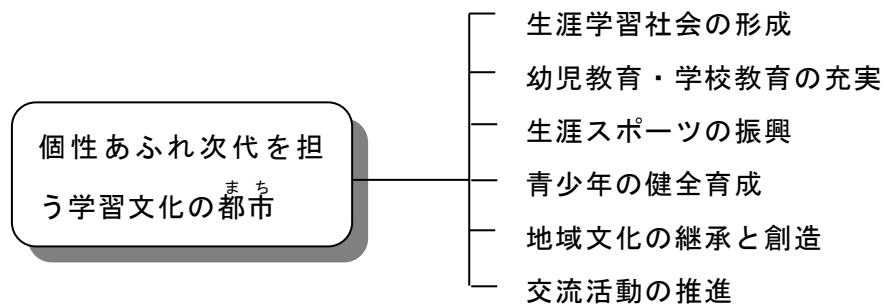 個性あふれ次代を担
う学習文化の都市
まち
生涯学習社会の形成
幼児教育・学校教育の充実
生涯スポーツの振興
青少年の健全育成
地域文化の継承と創造
交流活動の推進